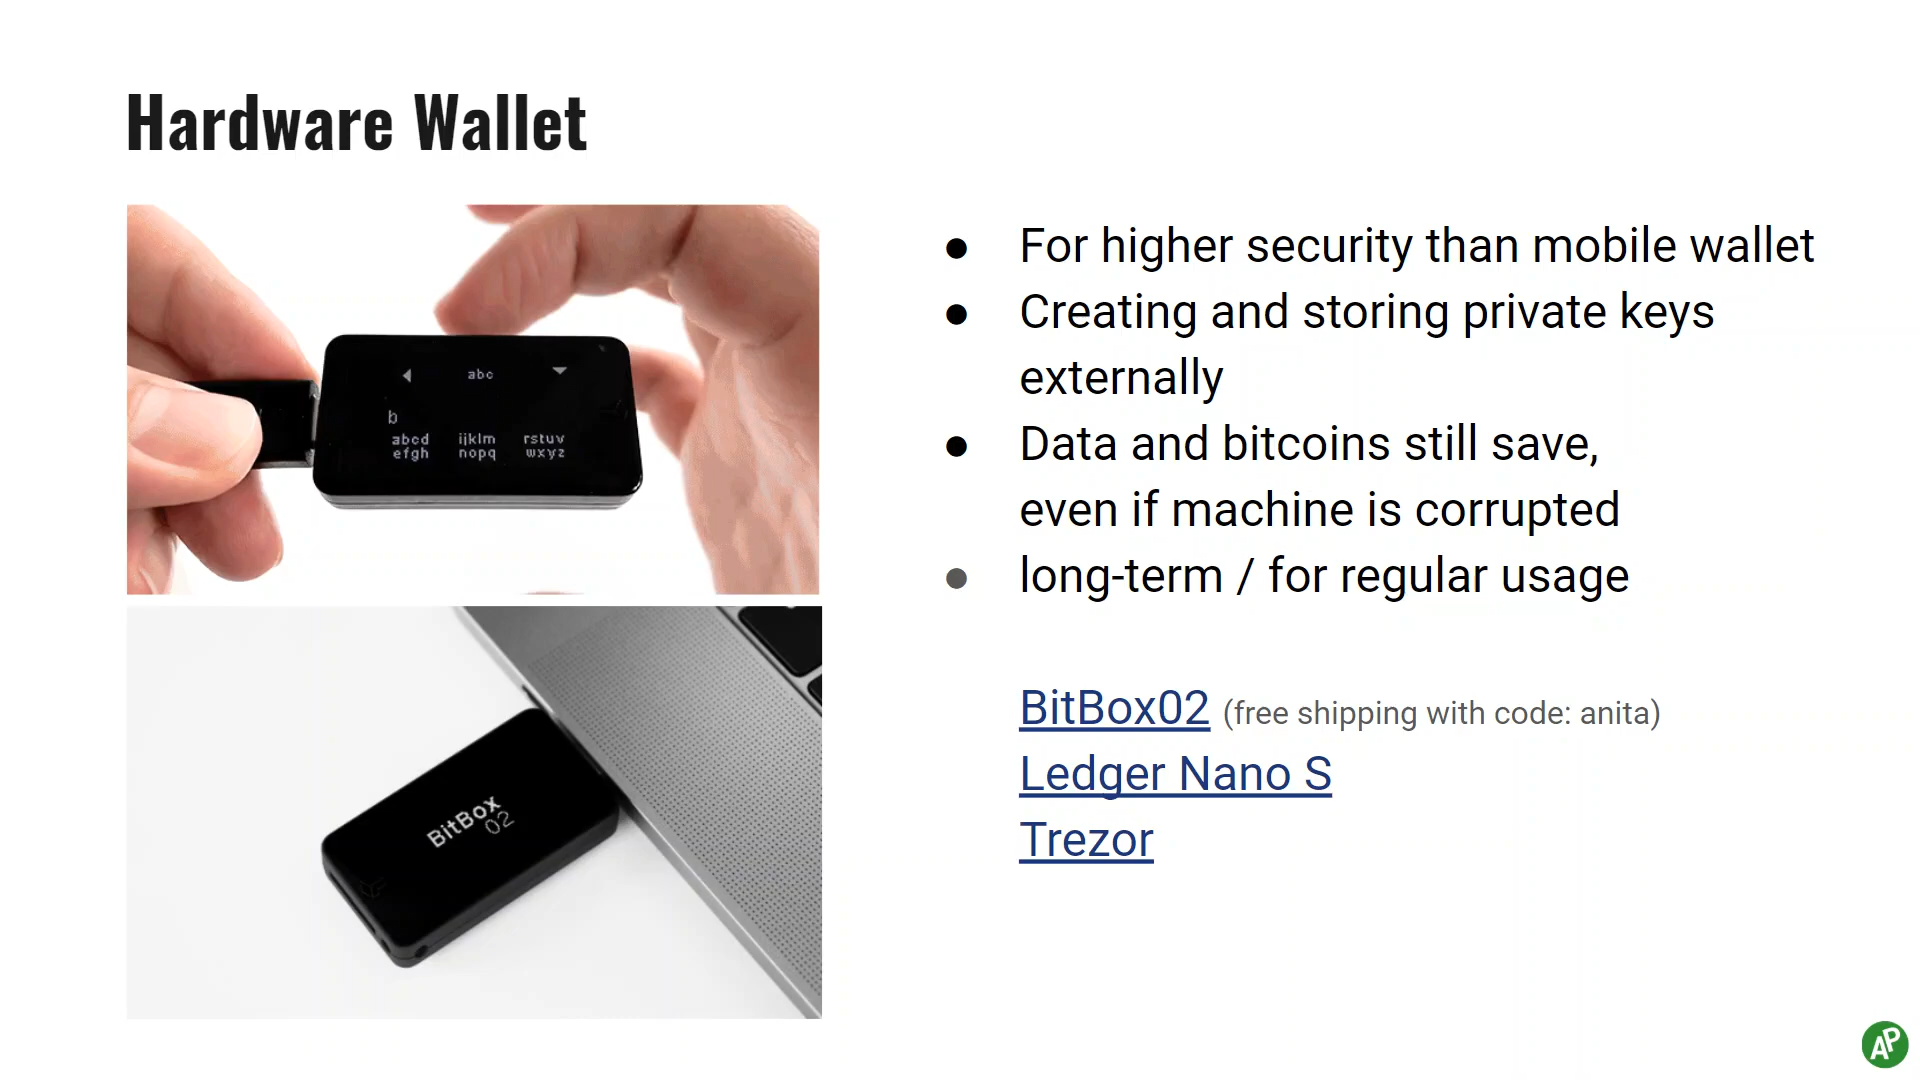 Hardware Wallet
abc
b
abcd ijklm rstuv
efgh nopq wxyz
BitBox
02
● For higher security than mobile wallet
● Creating and storing private keys
externally
● Data and bitcoins still save,
even if machine is corrupted
● long-term / for regular usage
BitBox02 (free shipping with code: anita)
Ledger Nano S
Trezor
AP